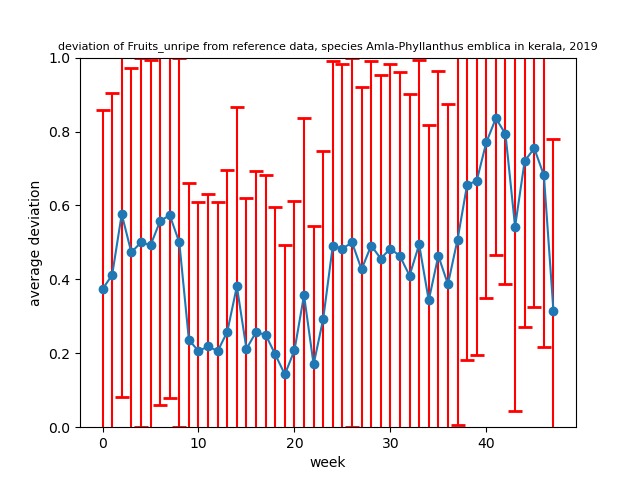 deviation of Fruits_unripe from reference data, species Amla-Phyllanthus emblica in kerala, 2019
1.0
0.8
0.6
0.4
0.2
0.0
average deviation
0 10 20 30 40
week